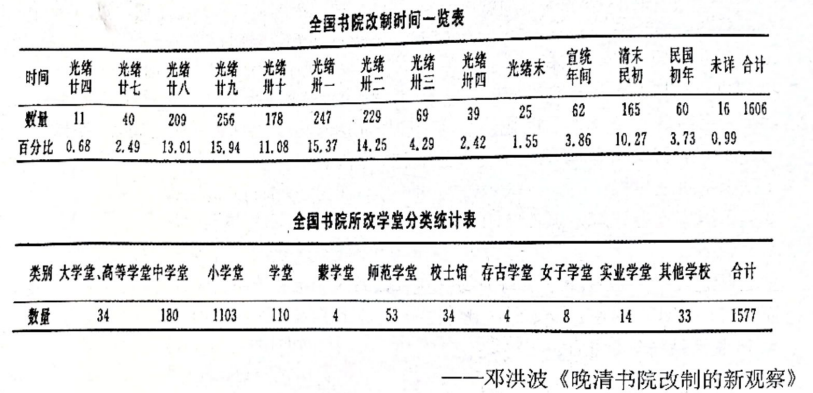 全国书院改制时间一览表
时间 光绪廿四 光绪廿七 光绪廿八 光绪廿九 光绪卅十 光绪卅一 光绪卅二 光绪卅三 光绪卅四 光绪末 宣统年间 清末民初 民国初年 未详 合计
数量 11 40 209 256 178 247 229 69 39 25 62 165 60 16 1606
百分比 0.68 2.49 13.01 15.94 11.08 15.37 14.25 4.29 2.42 1.55 3.86 10.27 3.73 0.99
全国书院所改学堂分类统计表
类别 大学堂、高等学堂 中学堂 小学堂 学堂 蒙学堂 师范学堂 校士馆 存古学堂 女子学堂 实业学堂 其他学校 合计
数量 34 180 1103 110 4 53 34 4 8 14 33 1577
——邓洪波《晚清书院改制的新观察》